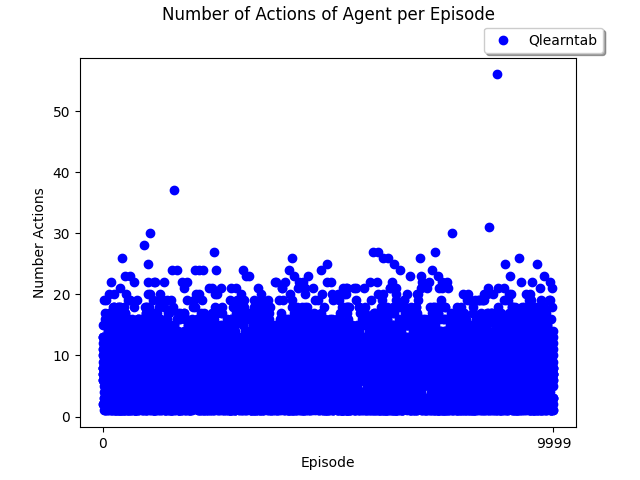 Number of Actions of Agent per Episode
Qlearntab
50
40
30
20
10
0
Number Actions
0
9999
Episode